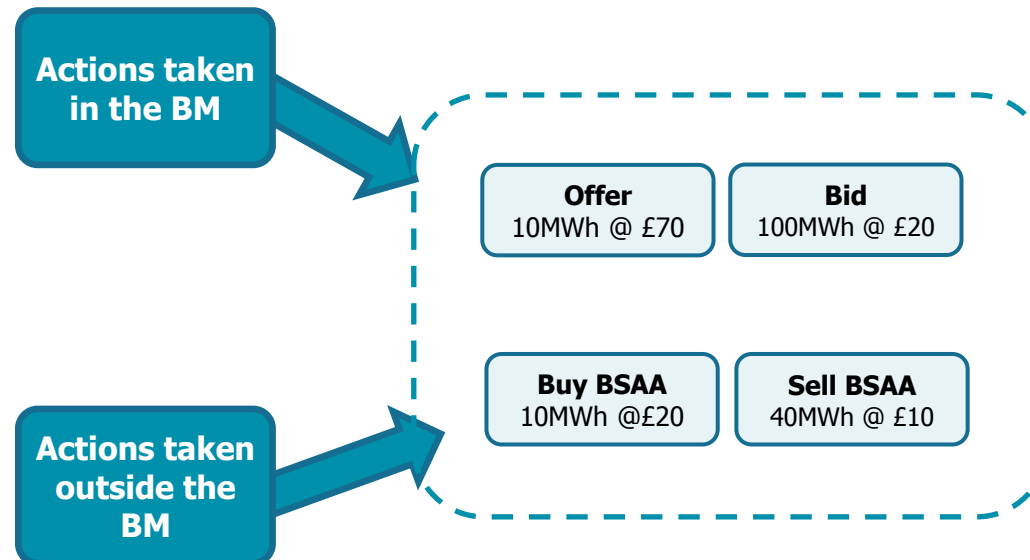 Actions taken
in the BM
Offer
10MWh @ £70
Bid
100MWh @ £20
Buy BSAA
10MWh @£20
Sell BSAA
40MWh @ £10
Actions taken
outside the
BM